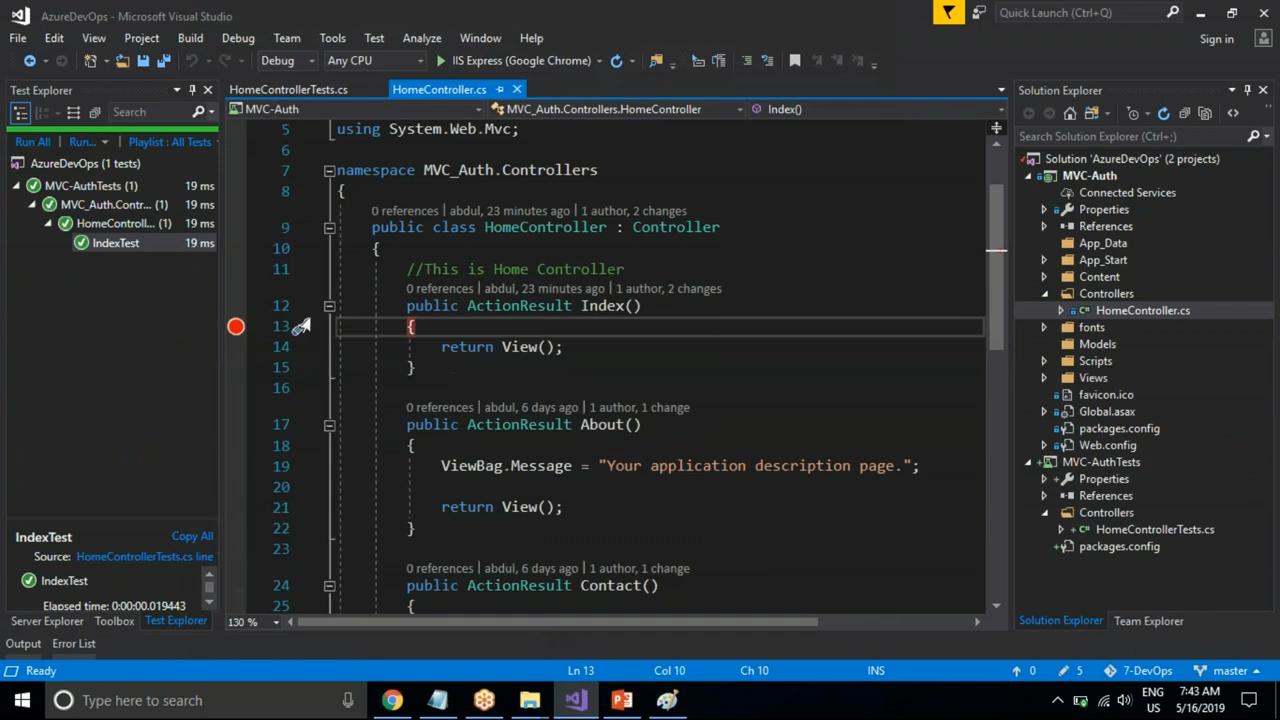 AzureDevOps - Microsoft Visual Studio
Quick Launch (Ctrl+Q)
File Edit View Project Build Debug Team Tools Test Analyze Window Help
Sign in
Debug Any CPU IIS Express (Google Chrome)
Test Explorer
Search
Run All Run... Playlist : All Tests
AzureDevOps (1 tests)
MVC-AuthTests (1) 19 ms
MVC_Auth.Contr... (1) 19 ms
HomeControll... (1) 19 ms
IndexTest 19 ms
IndexTest Copy All
Source: HomeControllerTests.cs line
IndexTest
Elapsed time: 0:00:00.019443
Server Explorer Toolbox Test Explorer
HomeControllerTests.cs HomeController.cs
MVC-Auth MVC_Auth.Controllers.HomeController Index()
5 using System.Web.Mvc;
6
7 namespace MVC_Auth.Controllers
8 {
0 references | abdul, 23 minutes ago | 1 author, 2 changes
9 public class HomeController : Controller
10 {
11 //This is Home Controller
0 references | abdul, 23 minutes ago | 1 author, 2 changes
12 public ActionResult Index()
13 {
14 return View();
15 }
16
0 references | abdul, 6 days ago | 1 author, 1 change
17 public ActionResult About()
18 {
19 ViewBag.Message = "Your application description page.";
20
21 return View();
22 }
23
0 references | abdul, 6 days ago | 1 author, 1 change
24 public ActionResult Contact()
25 {
130 %
Solution Explorer
Search Solution Explorer (Ctrl+;)
Solution 'AzureDevOps' (2 projects)
MVC-Auth
Connected Services
Properties
References
App_Data
App_Start
Content
Controllers
C# HomeController.cs
fonts
Models
Scripts
Views
favicon.ico
Global.asax
packages.config
Web.config
MVC-AuthTests
Properties
References
Controllers
C# HomeControllerTests.cs
packages.config
Solution Explorer Team Explorer
Output Error List
Ready Ln 13 Col 10 Ch 10 INS 0 5 7-DevOps master
Type here to search
ENG 7:43 AM
US 5/16/2019